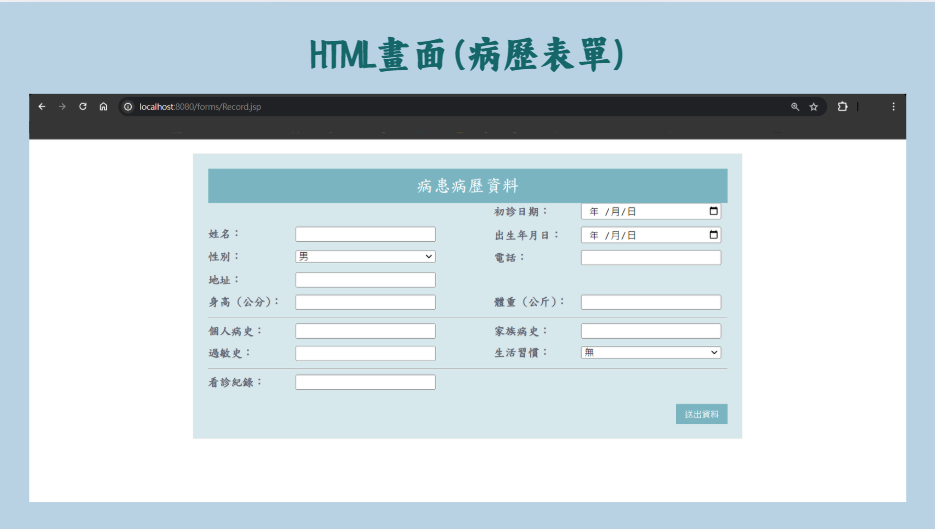 HTML畫面(病歷表單)
localhost:8080/forms/Record.jsp
病患病歷資料
初診日期： 年 /月/日
姓名： 出生年月日： 年 /月/日
性別： 男 電話：
地址：
身高（公分）： 體重（公斤）：
個人病史： 家族病史：
過敏史： 生活習慣： 無
看診紀錄：
送出資料